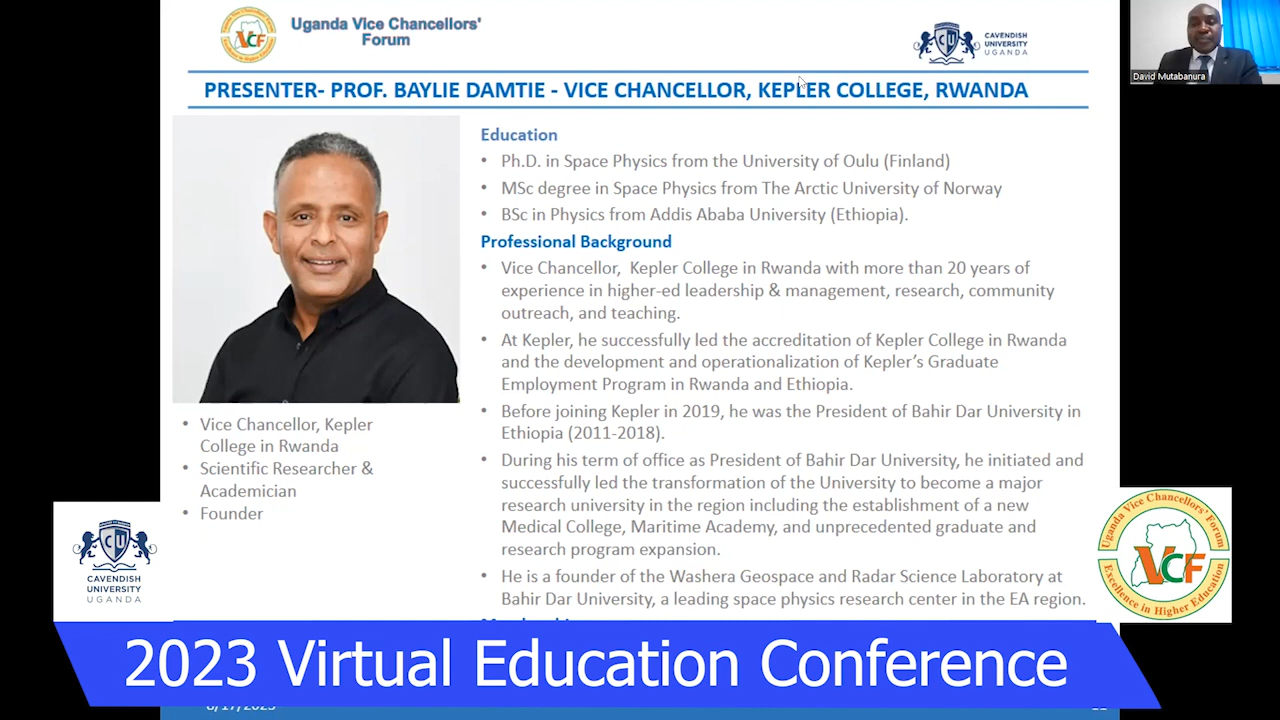 Uganda Vice Chancellors'
Forum
VCF
CAVENDISH
UNIVERSITY
UGANDA
David Mutabanura
PRESENTER- PROF. BAYLIE DAMTIE - VICE CHANCELLOR, KEPLER COLLEGE, RWANDA
Education
• Ph.D. in Space Physics from the University of Oulu (Finland)
• MSc degree in Space Physics from The Arctic University of Norway
• BSc in Physics from Addis Ababa University (Ethiopia).
Professional Background
• Vice Chancellor, Kepler College in Rwanda with more than 20 years of
experience in higher-ed leadership & management, research, community
outreach, and teaching.
• At Kepler, he successfully led the accreditation of Kepler College in Rwanda
and the development and operationalization of Kepler's Graduate
Employment Program in Rwanda and Ethiopia.
• Before joining Kepler in 2019, he was the President of Bahir Dar University in
Ethiopia (2011-2018).
• During his term of office as President of Bahir Dar University, he initiated and
successfully led the transformation of the University to become a major
research university in the region including the establishment of a new
Medical College, Maritime Academy, and unprecedented graduate and
research program expansion.
• He is a founder of the Washera Geospace and Radar Science Laboratory at
Bahir Dar University, a leading space physics research center in the EA region.
• Vice Chancellor, Kepler
College in Rwanda
• Scientific Researcher &
Academician
• Founder
CU
CAVENDISH
UNIVERSITY
UGANDA
Uganda Vice Chancellors' Forum
VCF
Excellence in Higher Education
2023 Virtual Education Conference